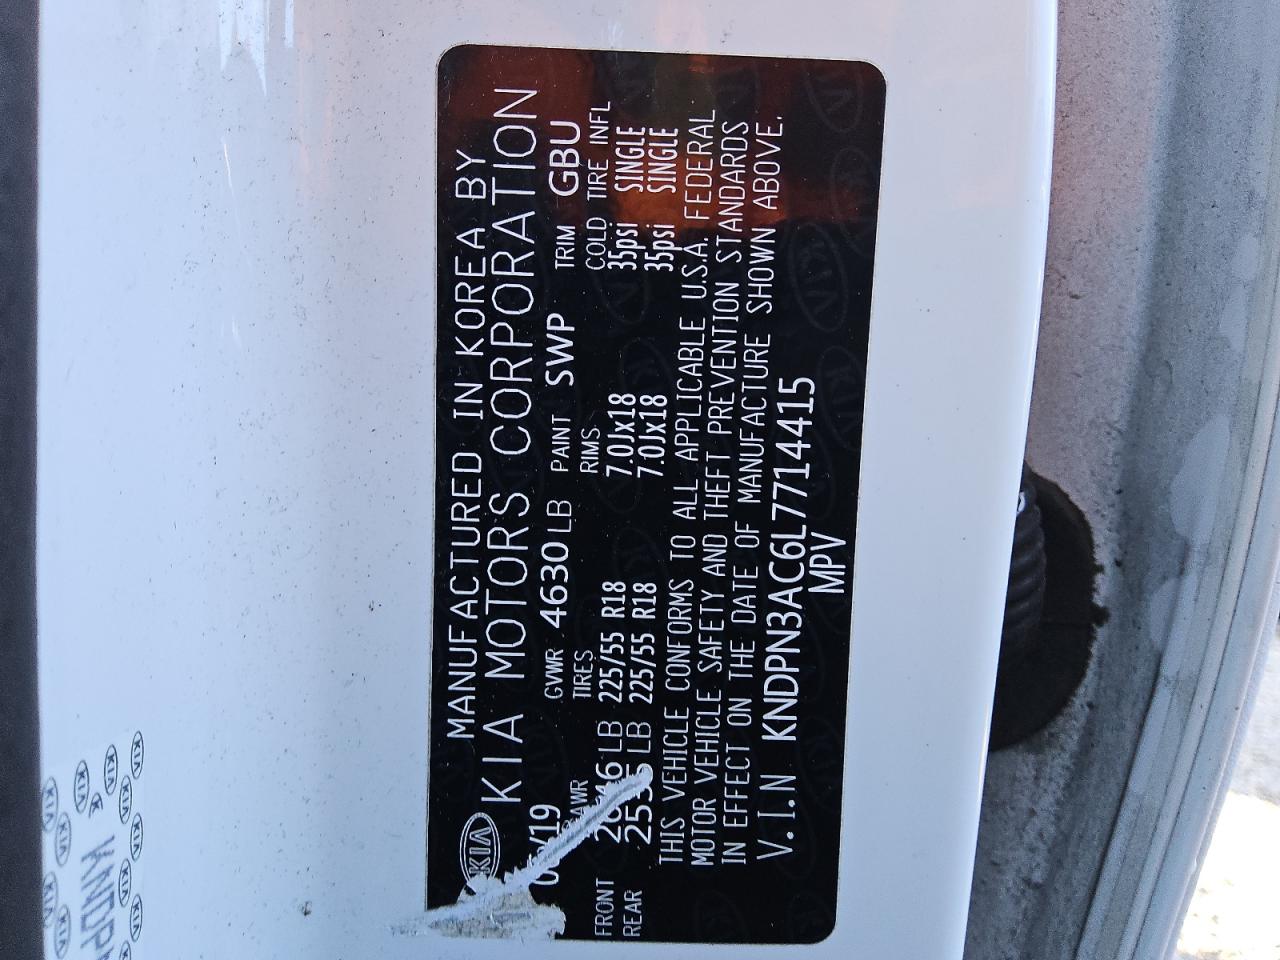 KIA
MANUFACTURED IN KOREA BY
KIA MOTORS CORPORATION
GVWR 4630 LB PAINT SWP TRIM GBU
TIRES RIMS COLD TIRE INFL
FRONT LB 225/55 R18 7.0Jx18 35psi SINGLE
REAR LB 225/55 R18 7.0Jx18 35psi SINGLE
THIS VEHICLE CONFORMS TO ALL APPLICABLE U.S.A. FEDERAL
MOTOR VEHICLE SAFETY AND THEFT PREVENTION STANDARDS
IN EFFECT ON THE DATE OF MANUFACTURE SHOWN ABOVE.
V.I.N KNDPN3AC6L7714415
MPV